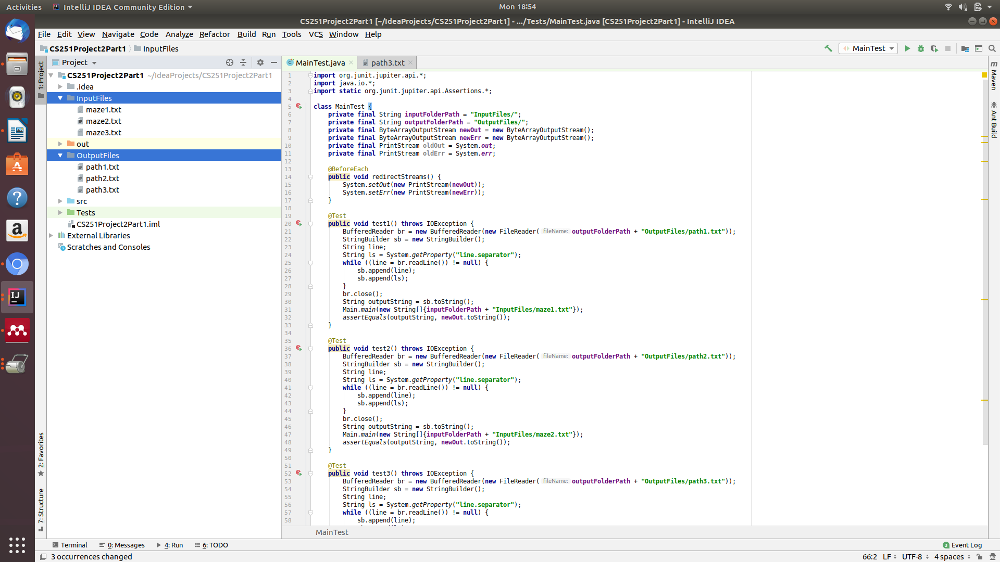 Activities IntelliJ IDEA Community Edition Mon 18:54
CS251Project2Part1 [~/IdeaProjects/CS251Project2Part1] - .../Tests/MainTest.java [CS251Project2Part1] - IntelliJ IDEA
File Edit View Navigate Code Analyze Refactor Build Run Tools VCS Window Help
CS251Project2Part1 InputFiles MainTest
1: Project
2: Favorites
7: Structure
Project
CS251Project2Part1 ~/IdeaProjects/CS251Project2Part1
.idea
InputFiles
maze1.txt
maze2.txt
maze3.txt
out
OutputFiles
path1.txt
path2.txt
path3.txt
src
Tests
CS251Project2Part1.iml
External Libraries
Scratches and Consoles
MainTest.java path3.txt
1 import org.junit.jupiter.api.*;
2 import java.io.*;
3 import static org.junit.jupiter.api.Assertions.*;
4
5 class MainTest {
6 private final String inputFolderPath = "InputFiles/";
7 private final String outputFolderPath = "OutputFiles/";
8 private final ByteArrayOutputStream newOut = new ByteArrayOutputStream();
9 private final ByteArrayOutputStream newErr = new ByteArrayOutputStream();
10 private final PrintStream oldOut = System.out;
11 private final PrintStream oldErr = System.err;
12
13 @BeforeEach
14 public void redirectStreams() {
15 System.setOut(new PrintStream(newOut));
16 System.setErr(new PrintStream(newErr));
17 }
18
19 @Test
20 public void test1() throws IOException {
21 BufferedReader br = new BufferedReader(new FileReader( fileName: outputFolderPath + "OutputFiles/path1.txt"));
22 StringBuilder sb = new StringBuilder();
23 String line;
24 String ls = System.getProperty("line.separator");
25 while ((line = br.readLine()) != null) {
26 sb.append(line);
27 sb.append(ls);
28 }
29 br.close();
30 String outputString = sb.toString();
31 Main.main(new String[]{inputFolderPath + "InputFiles/maze1.txt"});
32 assertEquals(outputString, newOut.toString());
33 }
34
35 @Test
36 public void test2() throws IOException {
37 BufferedReader br = new BufferedReader(new FileReader( fileName: outputFolderPath + "OutputFiles/path2.txt"));
38 StringBuilder sb = new StringBuilder();
39 String line;
40 String ls = System.getProperty("line.separator");
41 while ((line = br.readLine()) != null) {
42 sb.append(line);
43 sb.append(ls);
44 }
45 br.close();
46 String outputString = sb.toString();
47 Main.main(new String[]{inputFolderPath + "InputFiles/maze2.txt"});
48 assertEquals(outputString, newOut.toString());
49 }
50
51 @Test
52 public void test3() throws IOException {
53 BufferedReader br = new BufferedReader(new FileReader( fileName: outputFolderPath + "OutputFiles/path3.txt"));
54 StringBuilder sb = new StringBuilder();
55 String line;
56 String ls = System.getProperty("line.separator");
57 while ((line = br.readLine()) != null) {
58 sb.append(line);
MainTest
Maven
Ant Build
Terminal 0: Messages 4: Run 6: TODO 3 Event Log
3 occurrences changed 66:2 LF UTF-8 4 spaces